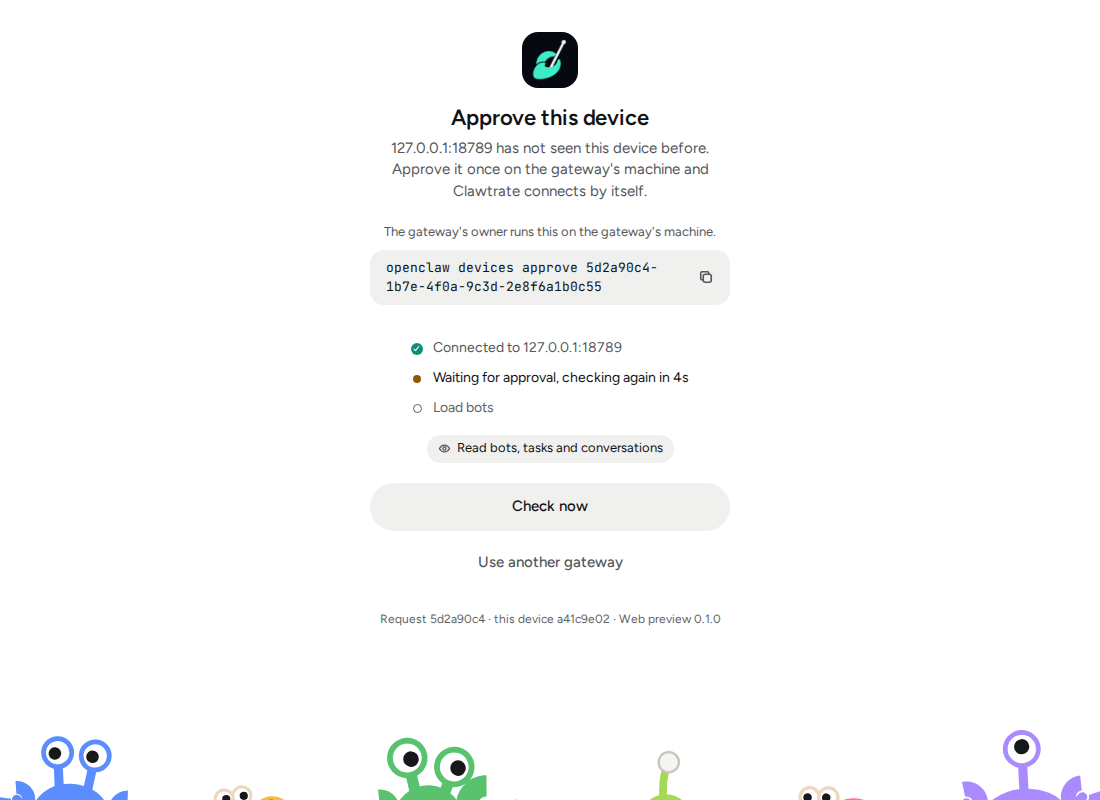 Approve this device
127.0.0.1:18789 has not seen this device before.
Approve it once on the gateway's machine and
Clawtrate connects by itself.
The gateway's owner runs this on the gateway's machine.
openclaw devices approve 5d2a90c4-
1b7e-4f0a-9c3d-2e8f6a1b0c55
Connected to 127.0.0.1:18789
Waiting for approval, checking again in 4s
Load bots
Read bots, tasks and conversations
Check now
Use another gateway
Request 5d2a90c4 · this device a41c9e02 · Web preview 0.1.0